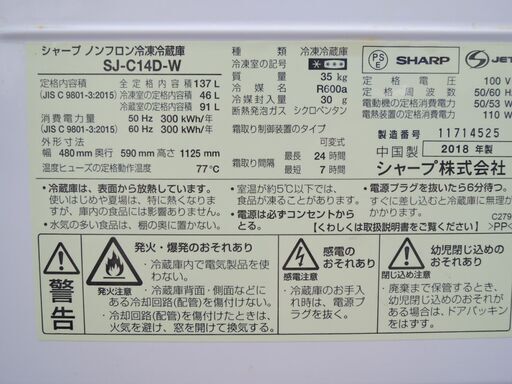 シャープ ノンフロン冷凍冷蔵庫
SJ-C14D-W
定格内容積 全定格内容積 137 L
(JIS C 9801-3:2015) 冷凍室の定格内容積 46 L
冷蔵室の定格内容積 91 L
消費電力量 50 Hz 300 kWh/年
(JIS C 9801-3:2015) 60 Hz 300 kWh/年
外形寸法
幅 480 mm 奥行 590 mm 高さ 1125 mm
温度ヒューズの定格動作温度 77℃
種類 冷凍冷蔵庫
冷凍室の記号
質量 35 kg
冷媒 R600a
冷媒封入量 30 g
断熱発泡ガス シクロペンタン
霜取り制御装置のタイプ
可変式
霜取り間隔 最長 24 時間
最短 7 時間
PS
E
SHARP
JET
定格電圧 100 V
定格周波数 50/60 H
電動機の定格消費電力 50/53 W
電熱装置の定格消費電力 110 W
製造番号 11714525
中国製 2018 年製
シャープ株式会社
・冷蔵庫は、表面から放熱しています。
使いはじめや夏場は、特に熱くなります
が、庫内の食品には影響ありません。
・水気の多い食品は、棚の奥に置かない。
・室温が約5℃以下では、
食品が凍ることがあります。
・電源は必ずコンセントから
とる。
・電源プラグを抜いたら6分待つ。
すぐに差し込むと冷蔵庫に無理が
かかります。
C279
【くわしくは取扱説明書をご覧ください】
>PP<
警告
発火・爆発のおそれあり
発火注意
・冷蔵庫内で電気製品を使
わない。
・冷蔵庫背面・側面などに
ある冷却回路(配管)を傷付けない。
・冷却回路(配管)を傷付けたときは、
火気を避け、窓を開けて換気する。
感電の
おそれあり
感電注意
・冷蔵庫のお手入
れ時は、電源プ
ラグを抜く。
幼児閉じ込めの
おそれあり
閉じ込め注意
・廃棄まで保管するとき、
幼児閉じ込めのおそれが
ある場合は、ドアパッキン
をはずす。